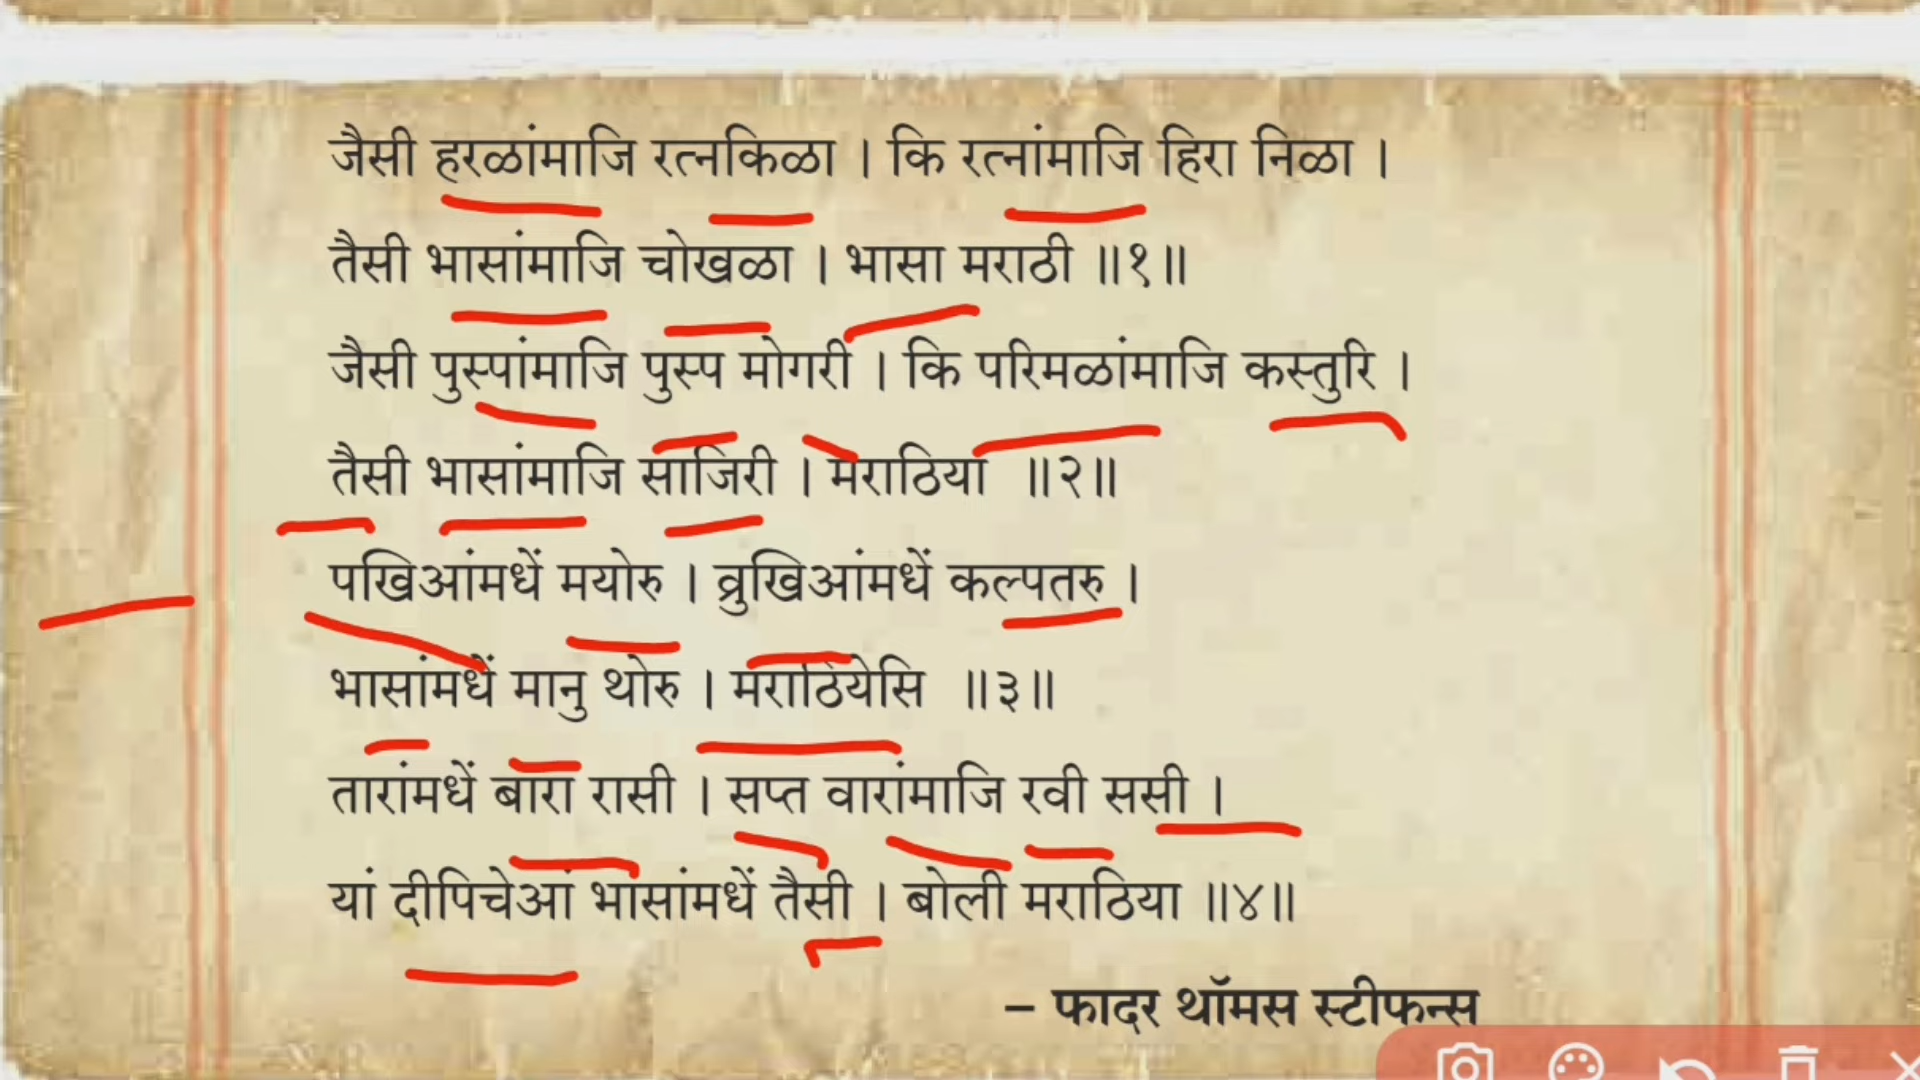 जैसी हरळांमाजि रत्नकिळा । कि रत्नांमाजि हिरा निळा ।
तैसी भासांमाजि चोखळा । भासा मराठी ॥१॥
जैसी पुस्पांमाजि पुस्प मोगरी । कि परिमळांमाजि कस्तुरि ।
तैसी भासांमाजि साजिरी । मराठिया ॥२॥
पखिआंमधें मयोरु । व्रुखिआंमधें कल्पतरु ।
भासांमधें मानु थोरु । मराठियेसि ॥३॥
तारांमधें बारा रासी । सप्त वारांमाजि रवी ससी ।
यां दीपिचेआं भासांमधें तैसी । बोली मराठिया ॥४॥
– फादर थॉमस स्टीफन्स